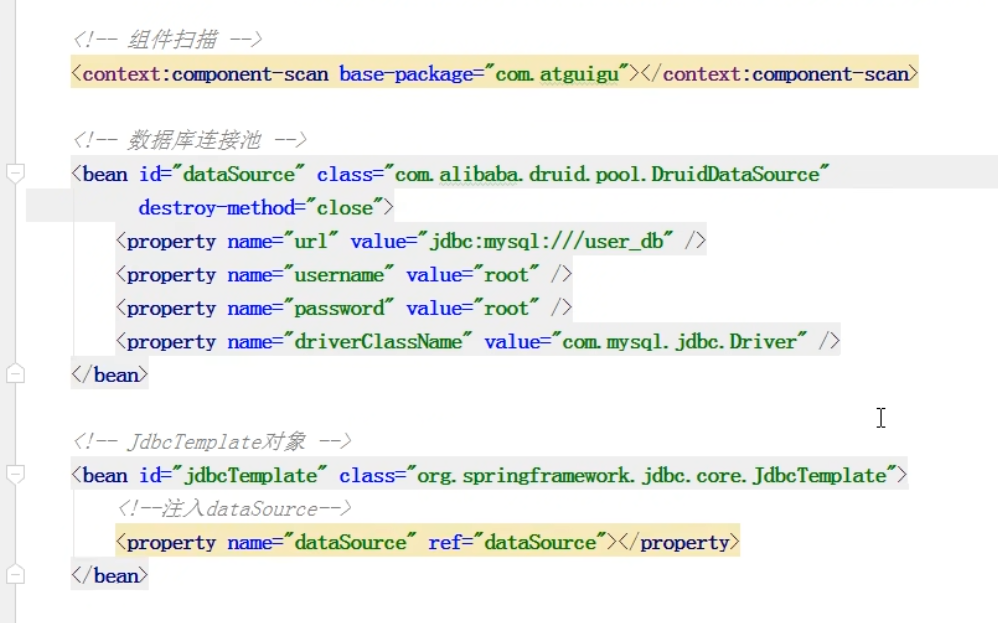 <!-- 组件扫描 -->
<context:component-scan base-package="com.atguigu"></context:component-scan>
<!-- 数据库连接池 -->
<bean id="dataSource" class="com.alibaba.druid.pool.DruidDataSource"
destroy-method="close">
<property name="url" value="jdbc:mysql:///user_db" />
<property name="username" value="root" />
<property name="password" value="root" />
<property name="driverClassName" value="com.mysql.jdbc.Driver" />
</bean>
<!-- JdbcTemplate对象 -->
<bean id="jdbcTemplate" class="org.springframework.jdbc.core.JdbcTemplate">
<!--注入dataSource-->
<property name="dataSource" ref="dataSource"></property>
</bean>